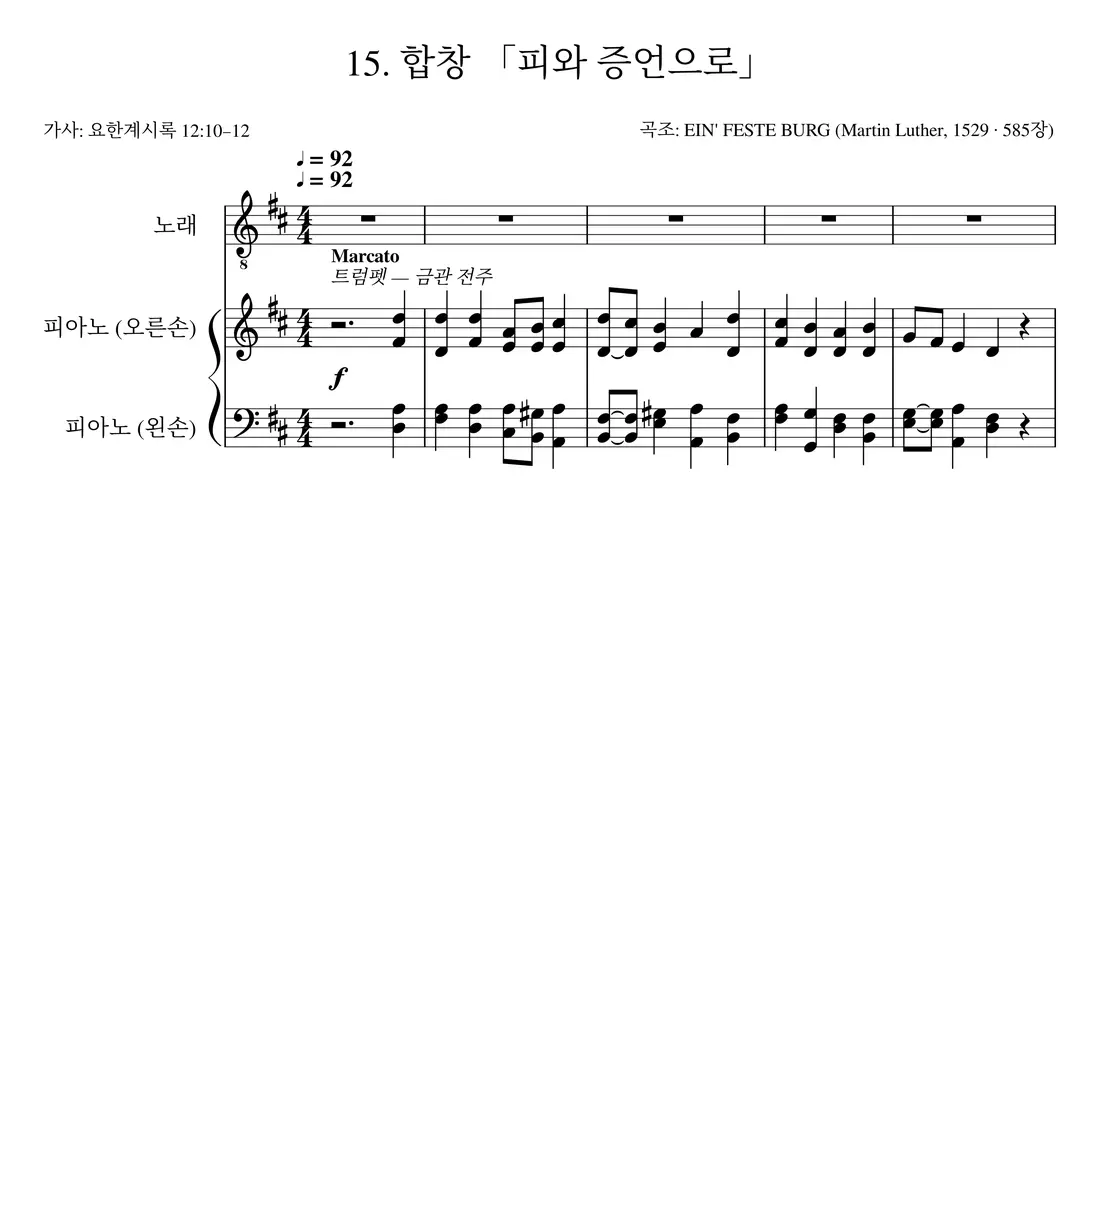 15. 합창 「피와 증언으로」
가사: 요한계시록 12:10–12
곡조: EIN' FESTE BURG (Martin Luther, 1529 · 585장)
♩ = 92
♩ = 92
노래
Marcato
트럼펫 — 금관 전주
피아노 (오른손)
f
피아노 (왼손)